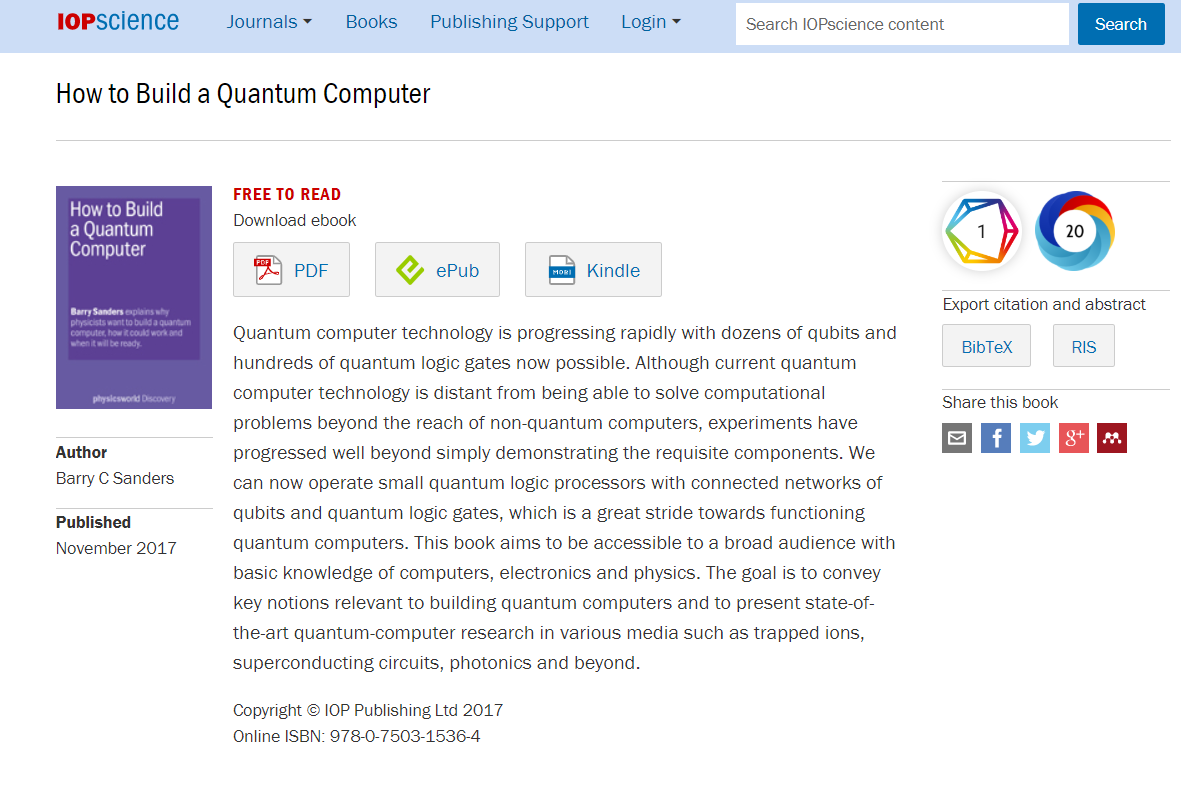 IOPscience Journals Books Publishing Support Login Search IOPscience content Search
How to Build a Quantum Computer
How to Build
a Quantum
Computer
Barry Sanders explains why
physicists want to build a quantum
computer, how it could work and
when it will be ready.
physicsworld Discovery
Author
Barry C Sanders
Published
November 2017
FREE TO READ
Download ebook
PDF PDF
ePub
MOBI Kindle
Quantum computer technology is progressing rapidly with dozens of qubits and
hundreds of quantum logic gates now possible. Although current quantum
computer technology is distant from being able to solve computational
problems beyond the reach of non-quantum computers, experiments have
progressed well beyond simply demonstrating the requisite components. We
can now operate small quantum logic processors with connected networks of
qubits and quantum logic gates, which is a great stride towards functioning
quantum computers. This book aims to be accessible to a broad audience with
basic knowledge of computers, electronics and physics. The goal is to convey
key notions relevant to building quantum computers and to present state-of-
the-art quantum-computer research in various media such as trapped ions,
superconducting circuits, photonics and beyond.
Copyright © IOP Publishing Ltd 2017
Online ISBN: 978-0-7503-1536-4
1 20
Export citation and abstract
BibTeX RIS
Share this book
f g+